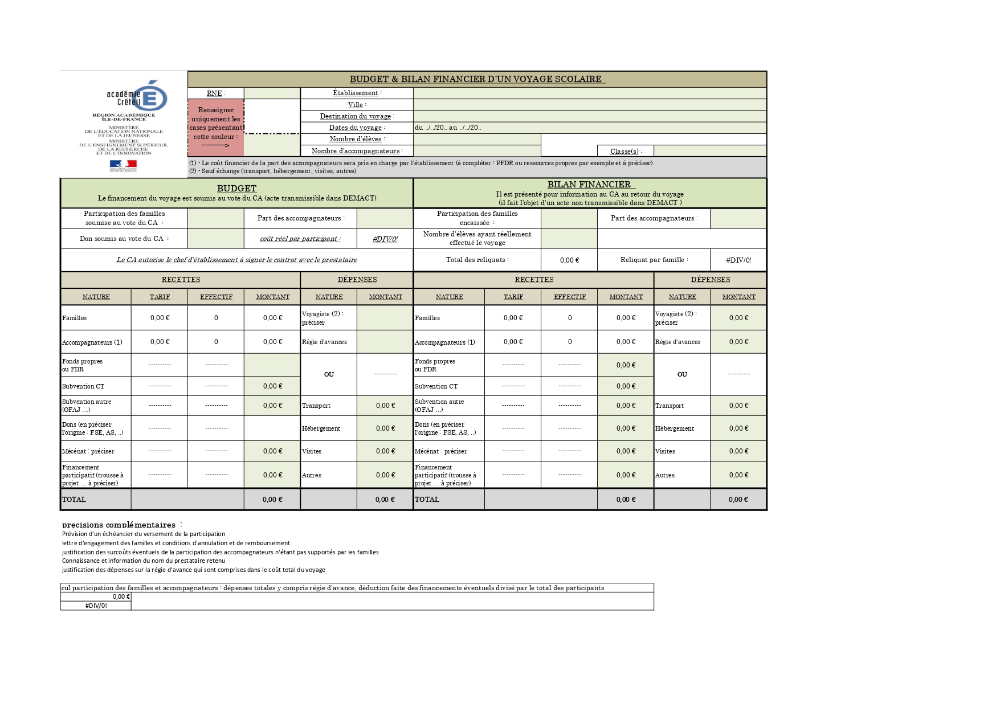 BUDGET & BILAN FINANCIER D'UN VOYAGE SCOLAIRE
académie
Créteil
RÉGION ACADÉMIQUE
ÎLE-DE-FRANCE
MINISTÈRE
DE L'ÉDUCATION NATIONALE
ET DE LA JEUNESSE
MINISTÈRE
DE L'ENSEIGNEMENT SUPÉRIEUR,
DE LA RECHERCHE
ET DE L'INNOVATION
RNE :
Établissement :
Renseigner
uniquement les
cases présentant
cette couleur :
---------->
Ville :
Destination du voyage :
Dates du voyage : du ../../20.. au ../../20..
Nombre d'élèves :
Nombre d'accompagnateurs : Classe(s) :
(1) - Le coût financier de la part des accompagnateurs sera pris en charge par l'établissement (à compléter : PFDR ou ressources propres par exemple et à préciser).
(2) - Sauf échange (transport, hébergement, visites, autres)
BUDGET
Le financement du voyage est soumis au vote du CA (acte transmissible dans DEMACT)
BILAN FINANCIER
Il est présenté pour information au CA au retour du voyage
(il fait l'objet d'un acte non transmissible dans DEMACT )
Participation des familles
soumise au vote du CA :
Part des accompagnateurs :
Participation des familles
encaissée :
Part des accompagnateurs :
Don soumis au vote du CA :
coût réel par participant : #DIV/0!
Nombre d'élèves ayant réellement
effectué le voyage
Le CA autorise le chef d'établissement à signer le contrat avec le prestataire
Total des reliquats : 0,00 € Reliquat par famille : #DIV/0!
RECETTES DÉPENSES RECETTES DÉPENSES
NATURE TARIF EFFECTIF MONTANT NATURE MONTANT NATURE TARIF EFFECTIF MONTANT NATURE MONTANT
Familles 0,00 € 0 0,00 €
Voyagiste (2) :
préciser
Familles 0,00 € 0 0,00 €
Voyagiste (2) :
préciser
0,00 €
Accompagnateurs (1) 0,00 € 0 0,00 € Régie d'avances Accompagnateurs (1) 0,00 € 0 0,00 € Régie d'avances 0,00 €
Fonds propres
ou FDR
---------- ----------
OU ----------
Fonds propres
ou FDR
---------- ---------- 0,00 €
OU ----------
Subvention CT ---------- ---------- 0,00 € Subvention CT ---------- ---------- 0,00 €
Subvention autre
(OFAJ ...)
---------- ---------- 0,00 € Transport 0,00 €
Subvention autre
(OFAJ ...)
---------- ---------- 0,00 € Transport 0,00 €
Dons (en préciser
l'origine : FSE, AS, ..)
---------- ---------- Hébergement 0,00 €
Dons (en préciser
l'origine : FSE, AS, ..)
---------- ---------- 0,00 € Hébergement 0,00 €
Mécénat : préciser ---------- ---------- 0,00 € Visites 0,00 € Mécénat : préciser ---------- ---------- 0,00 € Visites 0,00 €
Financement
participatif (trousse à
projet ... à préciser)
---------- ---------- 0,00 € Autres 0,00 €
Financement
participatif (trousse à
projet ... à préciser)
---------- ---------- 0,00 € Autres 0,00 €
TOTAL 0,00 € 0,00 € TOTAL 0,00 € 0,00 €
precisions complémentaires :
Prévision d'un échéancier du versement de la participation
lettre d'engagement des familles et conditions d'annulation et de remboursement
justification des surcoûts éventuels de la participation des accompagnateurs n'étant pas supportés par les familles
Connaissance et information du nom du prestataire retenu
justification des dépenses sur la régie d'avance qui sont comprises dans le coût total du voyage
cul participation des familles et accompagnateurs : dépenses totales y compris régie d'avance, déduction faite des financements éventuels divisé par le total des participants
0,00 €
#DIV/0!